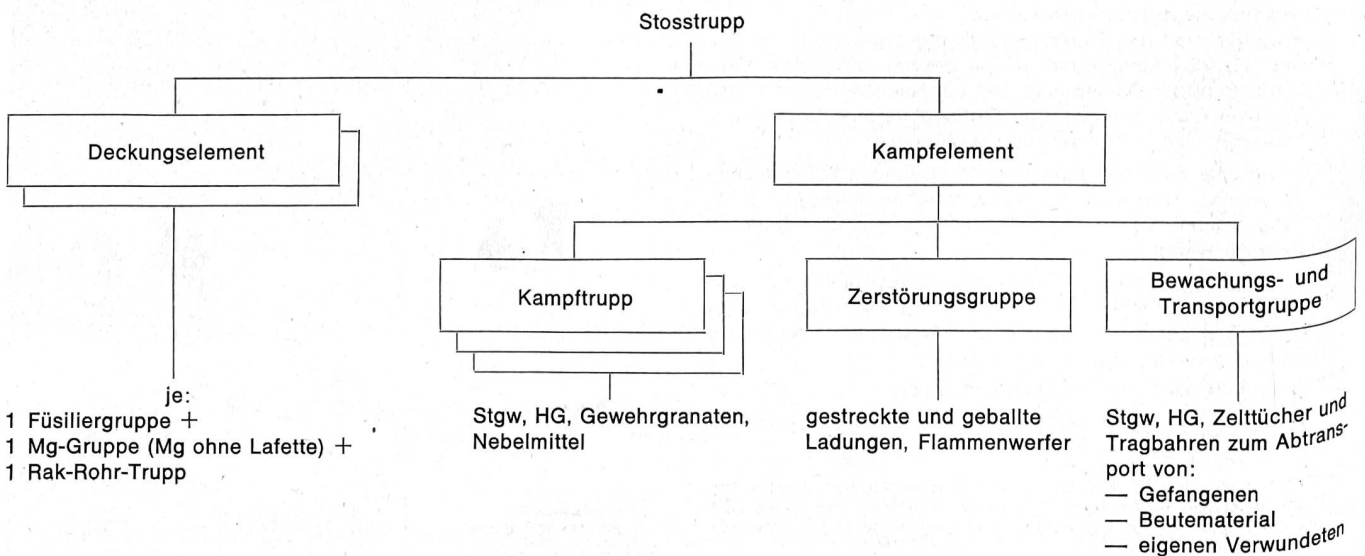 Stosstrupp
Deckungselement
Kampfelement
Kampftrupp
Zerstörungsgruppe
Bewachungs- und
Transportgruppe
je:
1 Füsiliergruppe +
1 Mg-Gruppe (Mg ohne Lafette) +
1 Rak-Rohr-Trupp
Stgw, HG, Gewehrgranaten,
Nebelmittel
gestreckte und geballte
Ladungen, Flammenwerfer
Stgw, HG, Zelttücher und
Tragbahren zum Abtrans-
port von:
— Gefangenen
— Beutematerial
— eigenen Verwundeten